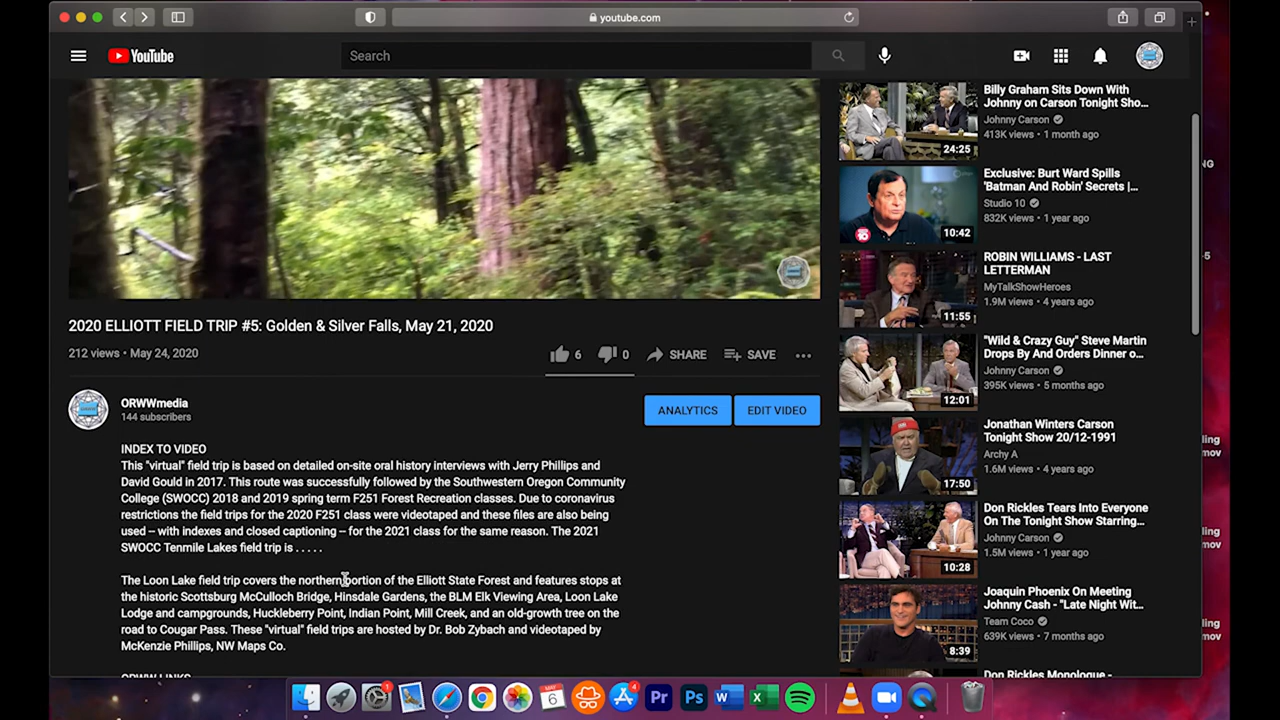 youtube.com
YouTube
Search
2020 ELLIOTT FIELD TRIP #5: Golden & Silver Falls, May 21, 2020
212 views • May 24, 2020
6
0
SHARE
SAVE
ORWWmedia
144 subscribers
ANALYTICS
EDIT VIDEO
INDEX TO VIDEO
This "virtual" field trip is based on detailed on-site oral history interviews with Jerry Phillips and
David Gould in 2017. This route was successfully followed by the Southwestern Oregon Community
College (SWOCC) 2018 and 2019 spring term F251 Forest Recreation classes. Due to coronavirus
restrictions the field trips for the 2020 F251 class were videotaped and these files are also being
used -- with indexes and closed captioning -- for the 2021 class for the same reason. The 2021
SWOCC Tenmile Lakes field trip is . . . . .
The Loon Lake field trip covers the northern portion of the Elliott State Forest and features stops at
the historic Scottsburg McCulloch Bridge, Hinsdale Gardens, the BLM Elk Viewing Area, Loon Lake
Lodge and campgrounds, Huckleberry Point, Indian Point, Mill Creek, and an old-growth tree on the
road to Cougar Pass. These "virtual" field trips are hosted by Dr. Bob Zybach and videotaped by
McKenzie Phillips, NW Maps Co.
Billy Graham Sits Down With
Johnny on Carson Tonight Sho...
Johnny Carson
413K views • 1 month ago
24:25
Exclusive: Burt Ward Spills
'Batman And Robin' Secrets |...
Studio 10
832K views • 1 year ago
10:42
ROBIN WILLIAMS - LAST
LETTERMAN
MyTalkShowHeroes
1.9M views • 4 years ago
11:55
"Wild & Crazy Guy" Steve Martin
Drops By And Orders Dinner o...
Johnny Carson
395K views • 5 months ago
12:01
Jonathan Winters Carson
Tonight Show 20/12-1991
Archy A
1.6M views • 4 years ago
17:50
Don Rickles Tears Into Everyone
On The Tonight Show Starring...
Johnny Carson
1.5M views • 1 year ago
10:28
Joaquin Phoenix On Meeting
Johnny Cash - "Late Night Wit...
Team Coco
639K views • 7 months ago
8:39
Don Rickles Monologue -
NG
-5
ling
mov
ling
mov
1
MAY
6
4
Pr
Ps
W
X